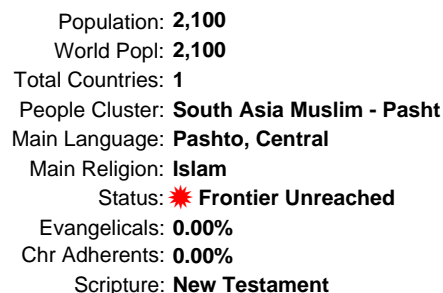 Population: 2,100
World Popl: 2,100
Total Countries: 1
People Cluster: South Asia Muslim - Pasht
Main Language: Pashto, Central
Main Religion: Islam
Status: Frontier Unreached
Evangelicals: 0.00%
Chr Adherents: 0.00%
Scripture: New Testament